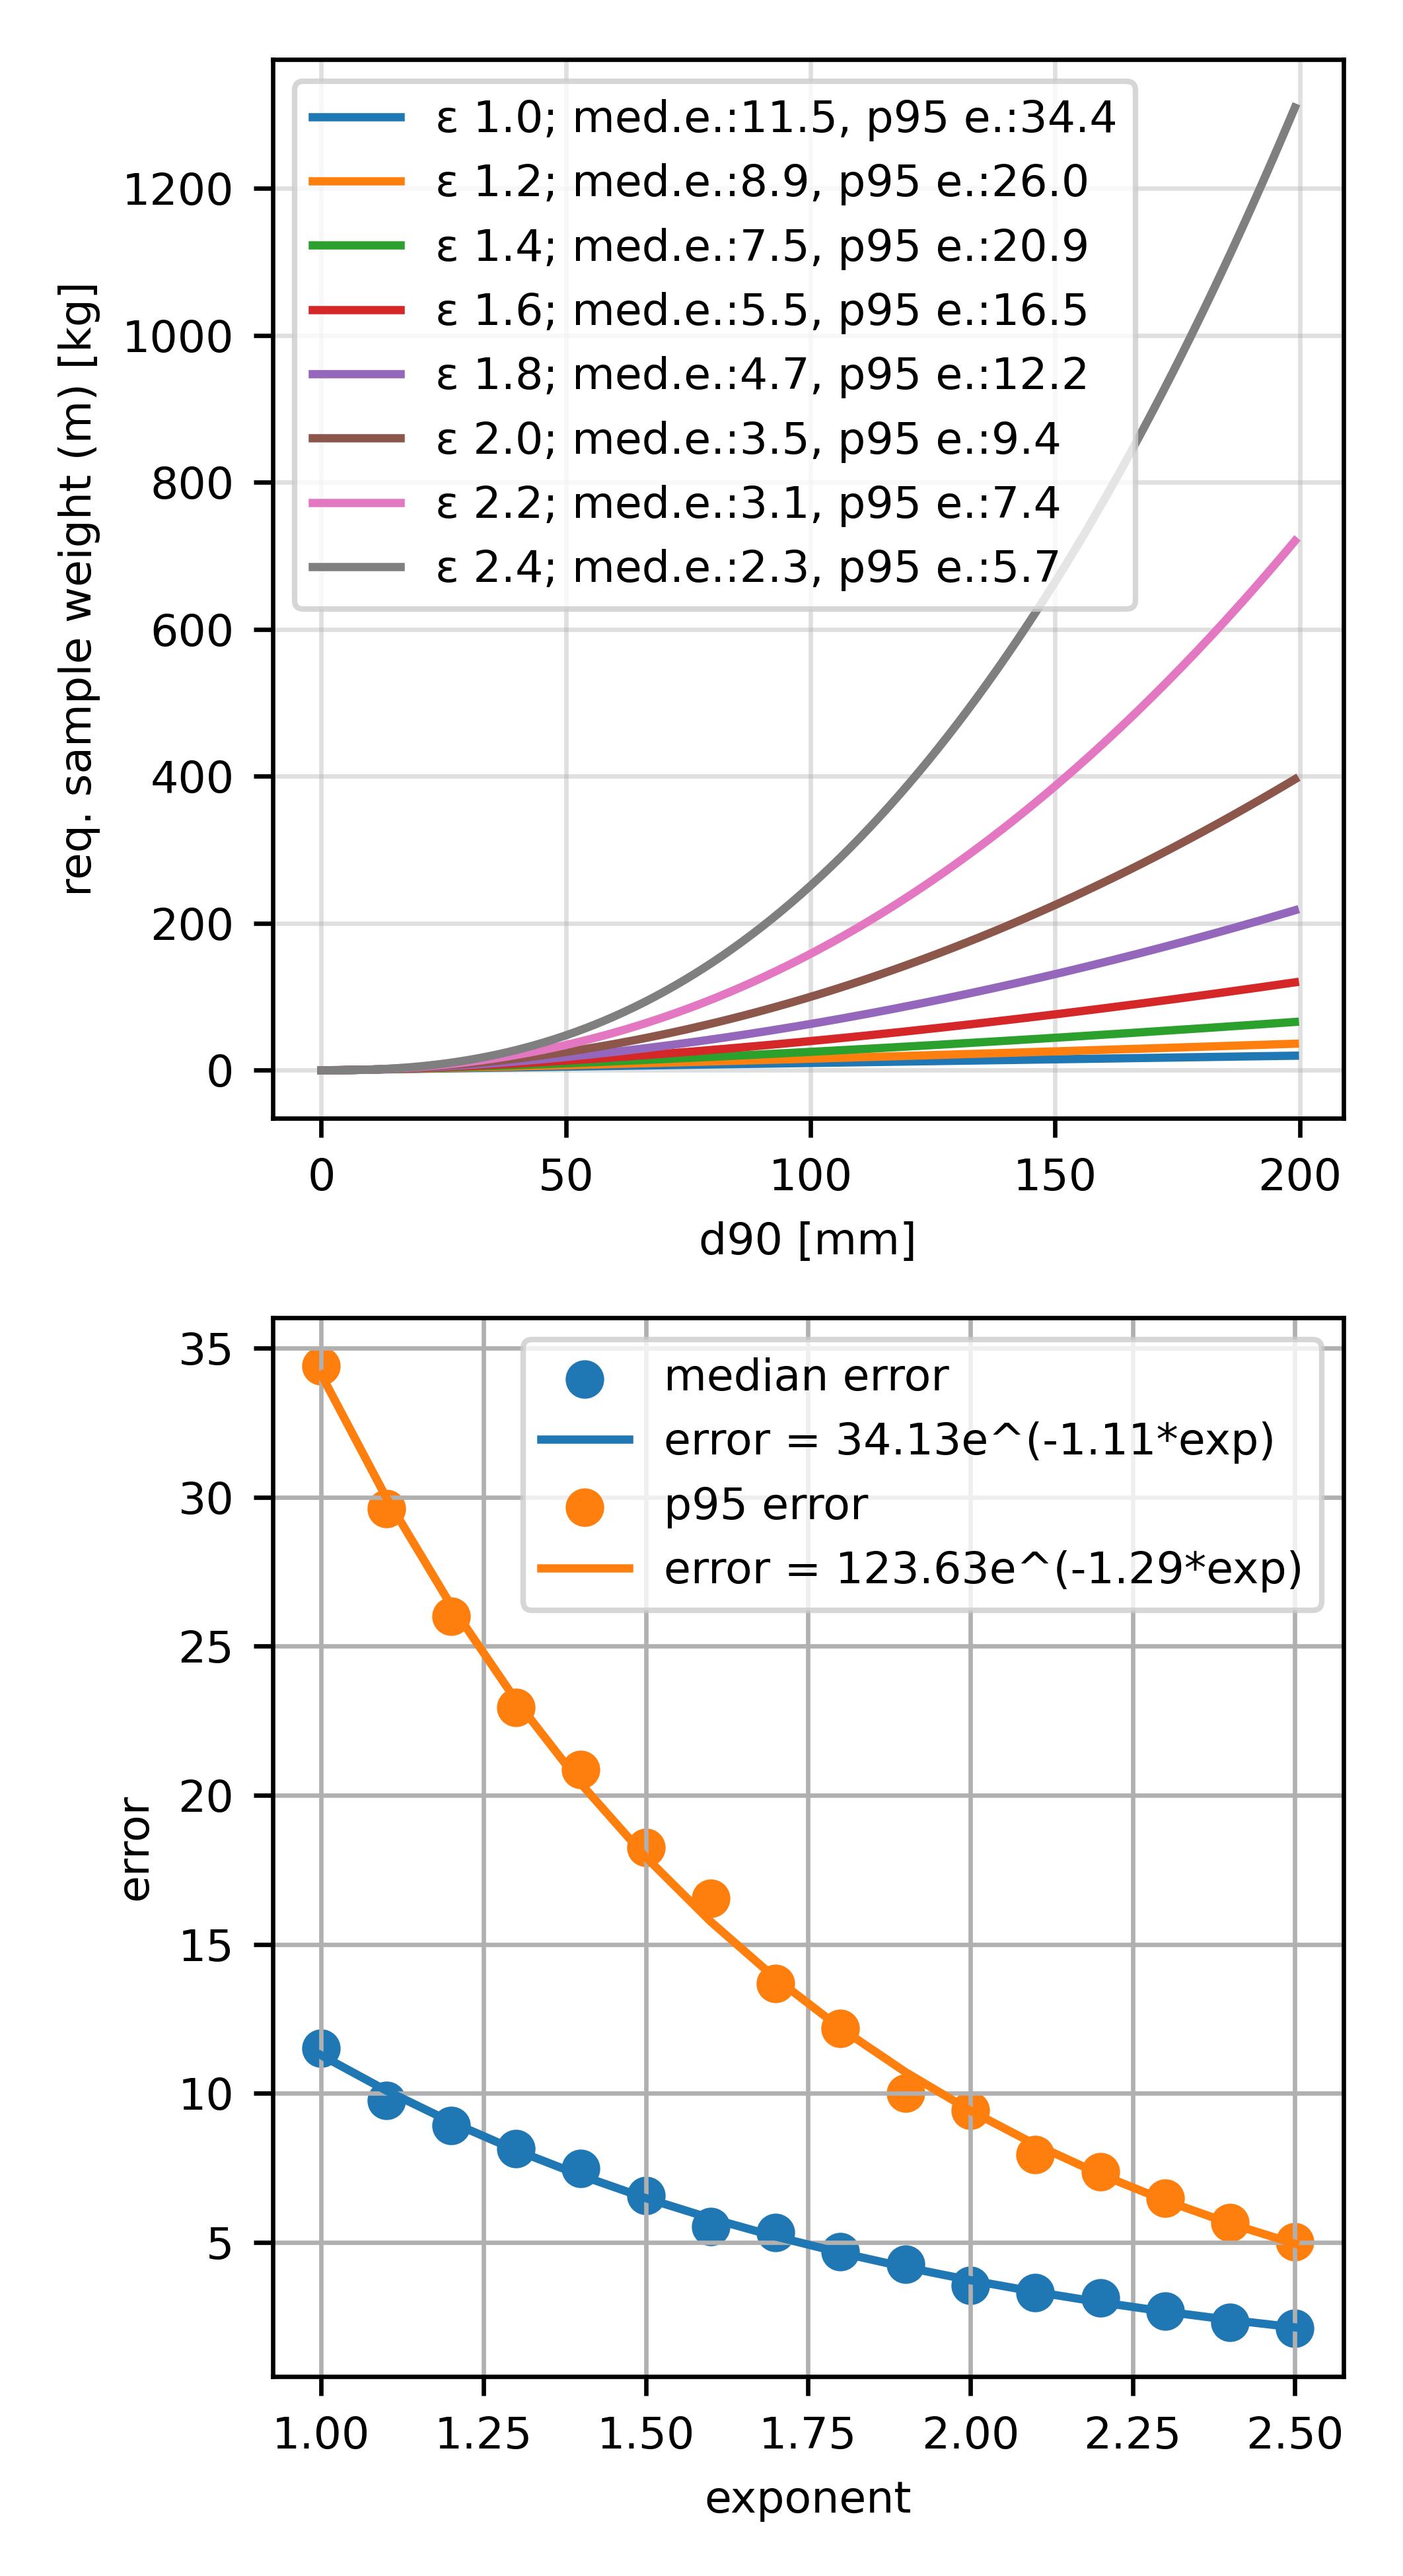 ε 1.0; med.e.:11.5, p95 e.:34.4
ε 1.2; med.e.:8.9, p95 e.:26.0
ε 1.4; med.e.:7.5, p95 e.:20.9
ε 1.6; med.e.:5.5, p95 e.:16.5
ε 1.8; med.e.:4.7, p95 e.:12.2
ε 2.0; med.e.:3.5, p95 e.:9.4
ε 2.2; med.e.:3.1, p95 e.:7.4
ε 2.4; med.e.:2.3, p95 e.:5.7
1200
1000
800
600
400
200
0
req. sample weight (m) [kg]
0 50 100 150 200
d90 [mm]
median error
error = 34.13e^(-1.11*exp)
p95 error
error = 123.63e^(-1.29*exp)
35
30
25
20
15
10
5
error
1.00 1.25 1.50 1.75 2.00 2.25 2.50
exponent